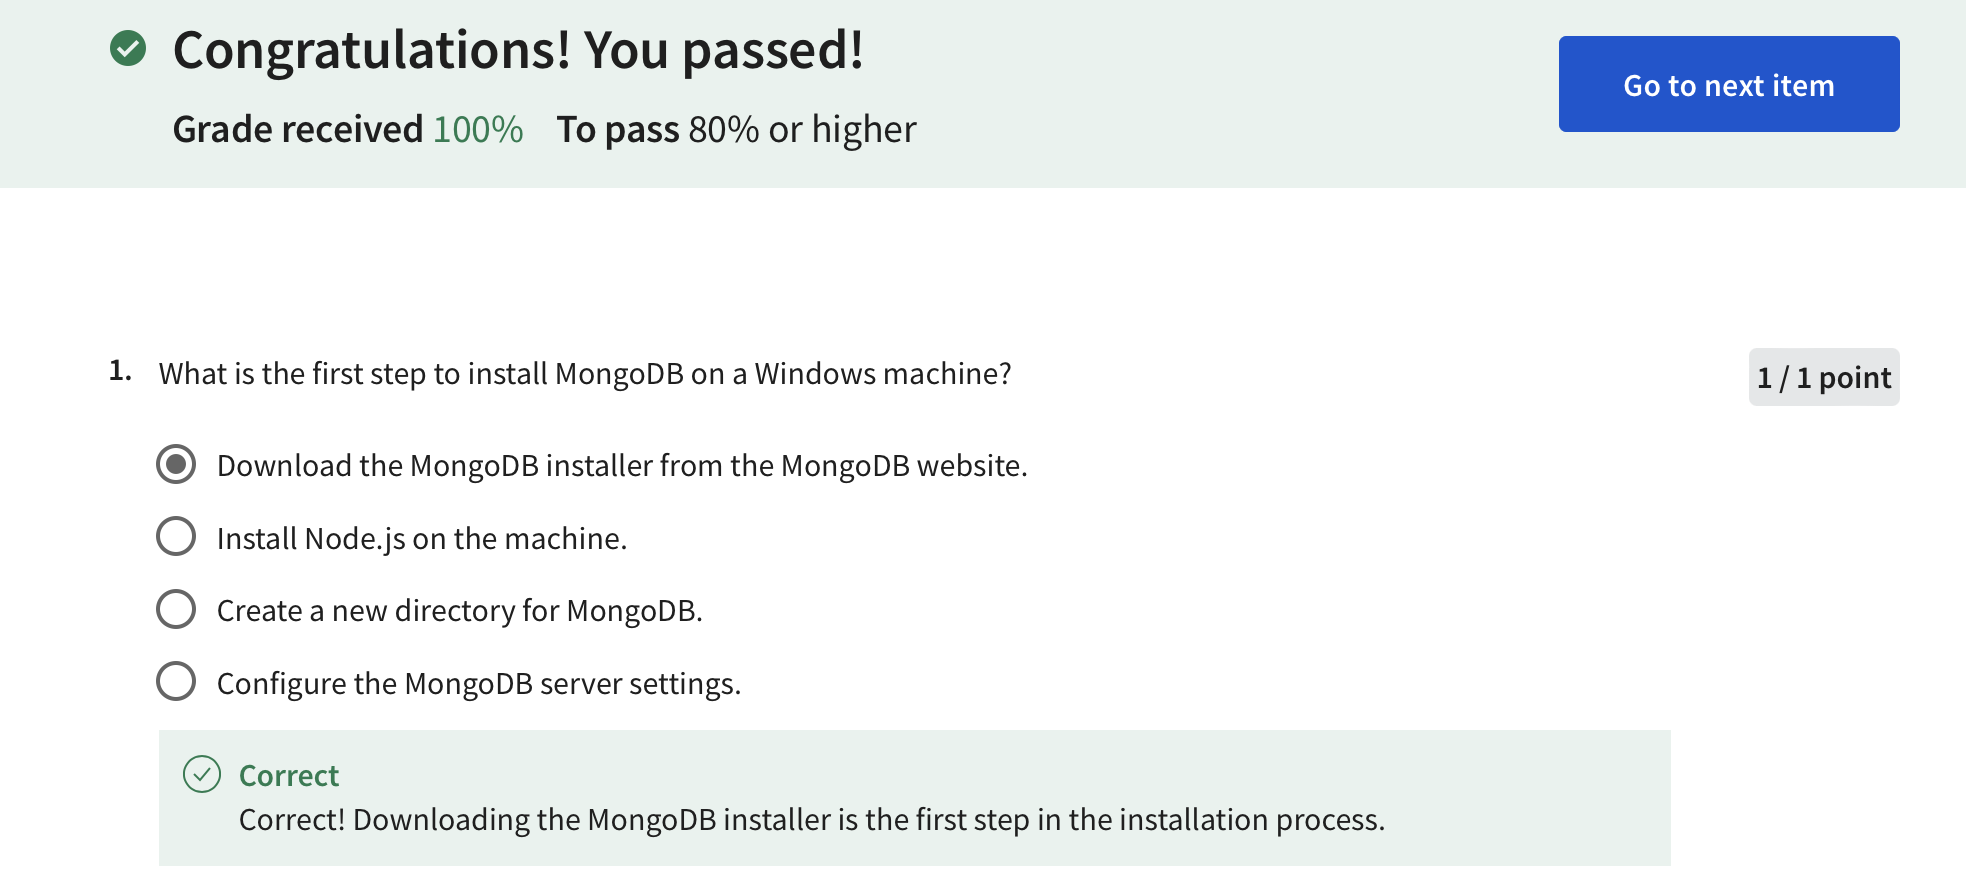 Congratulations! You passed!
Go to next item
Grade received 100% To pass 80% or higher
1. What is the first step to install MongoDB on a Windows machine?
1 / 1 point
Download the MongoDB installer from the MongoDB website.
Install Node.js on the machine.
Create a new directory for MongoDB.
Configure the MongoDB server settings.
Correct
Correct! Downloading the MongoDB installer is the first step in the installation process.